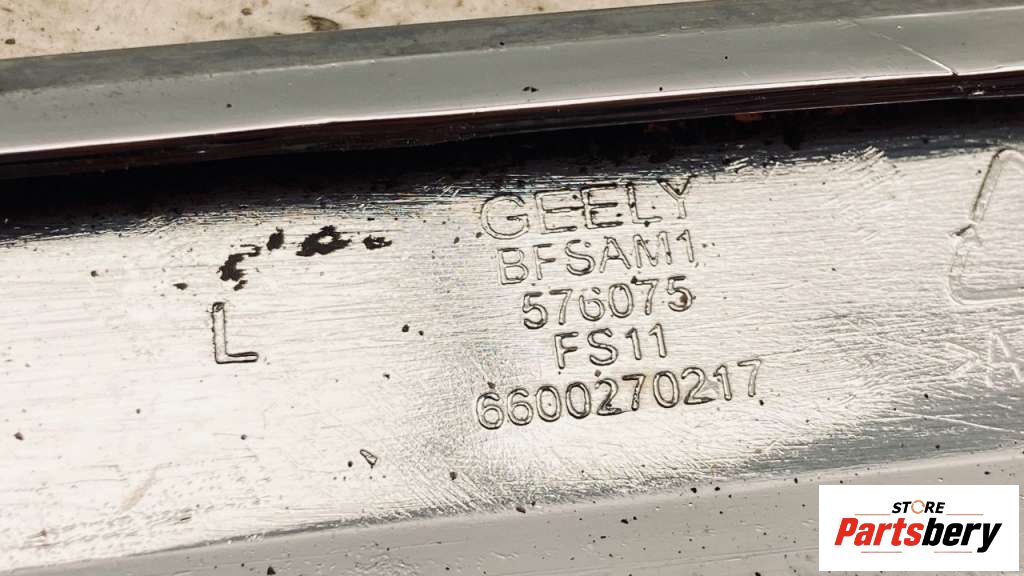 GEELY
BFSAM1
576075
FS11
6600270217
L
>A
STORE
Partsbery